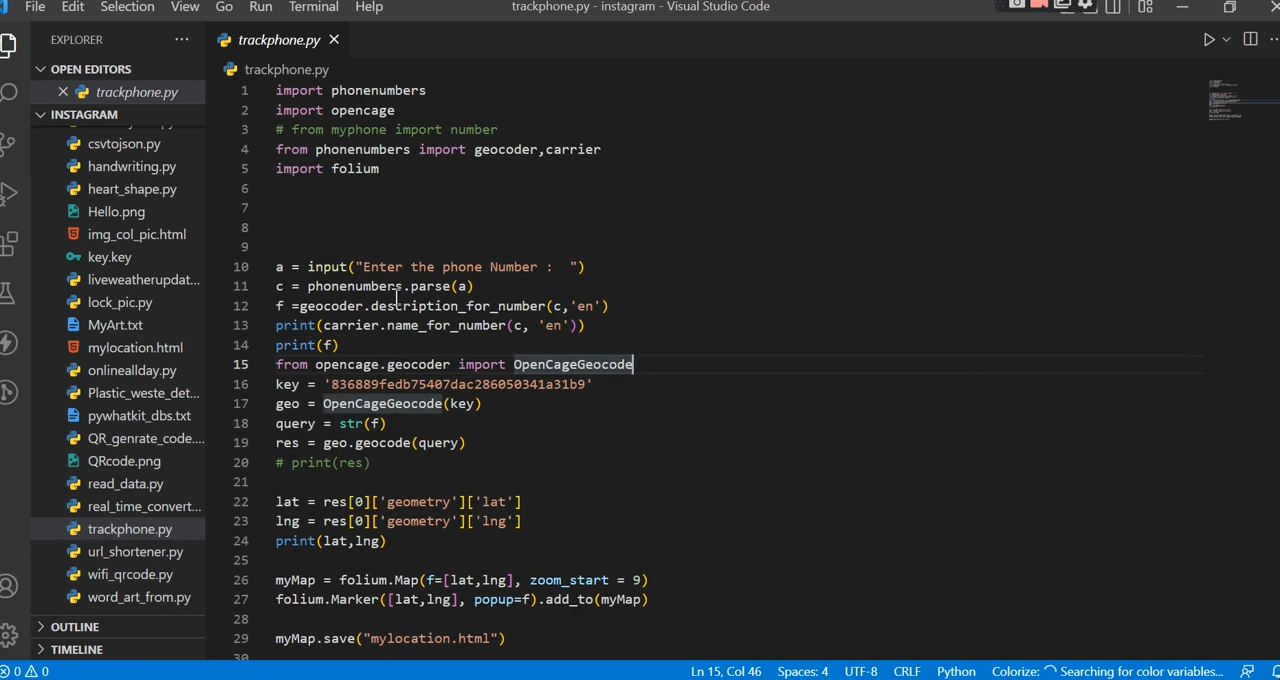 File Edit Selection View Go Run Terminal Help trackphone.py - instagram - Visual Studio Code
EXPLORER
OPEN EDITORS
trackphone.py
INSTAGRAM
csvtojson.py
handwriting.py
heart_shape.py
Hello.png
img_col_pic.html
key.key
liveweatherupdat...
lock_pic.py
MyArt.txt
mylocation.html
onlineallday.py
Plastic_weste_det...
pywhatkit_dbs.txt
QR_genrate_code....
QRcode.png
read_data.py
real_time_convert...
trackphone.py
url_shortener.py
wifi_qrcode.py
word_art_from.py
OUTLINE
TIMELINE
trackphone.py
trackphone.py
1 import phonenumbers
2 import opencage
3 # from myphone import number
4 from phonenumbers import geocoder,carrier
5 import folium
6
7
8
9
10 a = input("Enter the phone Number :  ")
11 c = phonenumbers.parse(a)
12 f =geocoder.description_for_number(c,'en')
13 print(carrier.name_for_number(c, 'en'))
14 print(f)
15 from opencage.geocoder import OpenCageGeocode
16 key = '836889fedb75407dac286050341a31b9'
17 geo = OpenCageGeocode(key)
18 query = str(f)
19 res = geo.geocode(query)
20 # print(res)
21
22 lat = res[0]['geometry']['lat']
23 lng = res[0]['geometry']['lng']
24 print(lat,lng)
25
26 myMap = folium.Map(f=[lat,lng], zoom_start = 9)
27 folium.Marker([lat,lng], popup=f).add_to(myMap)
28
29 myMap.save("mylocation.html")
30
0 0 Ln 15, Col 46 Spaces: 4 UTF-8 CRLF Python Colorize: Searching for color variables...